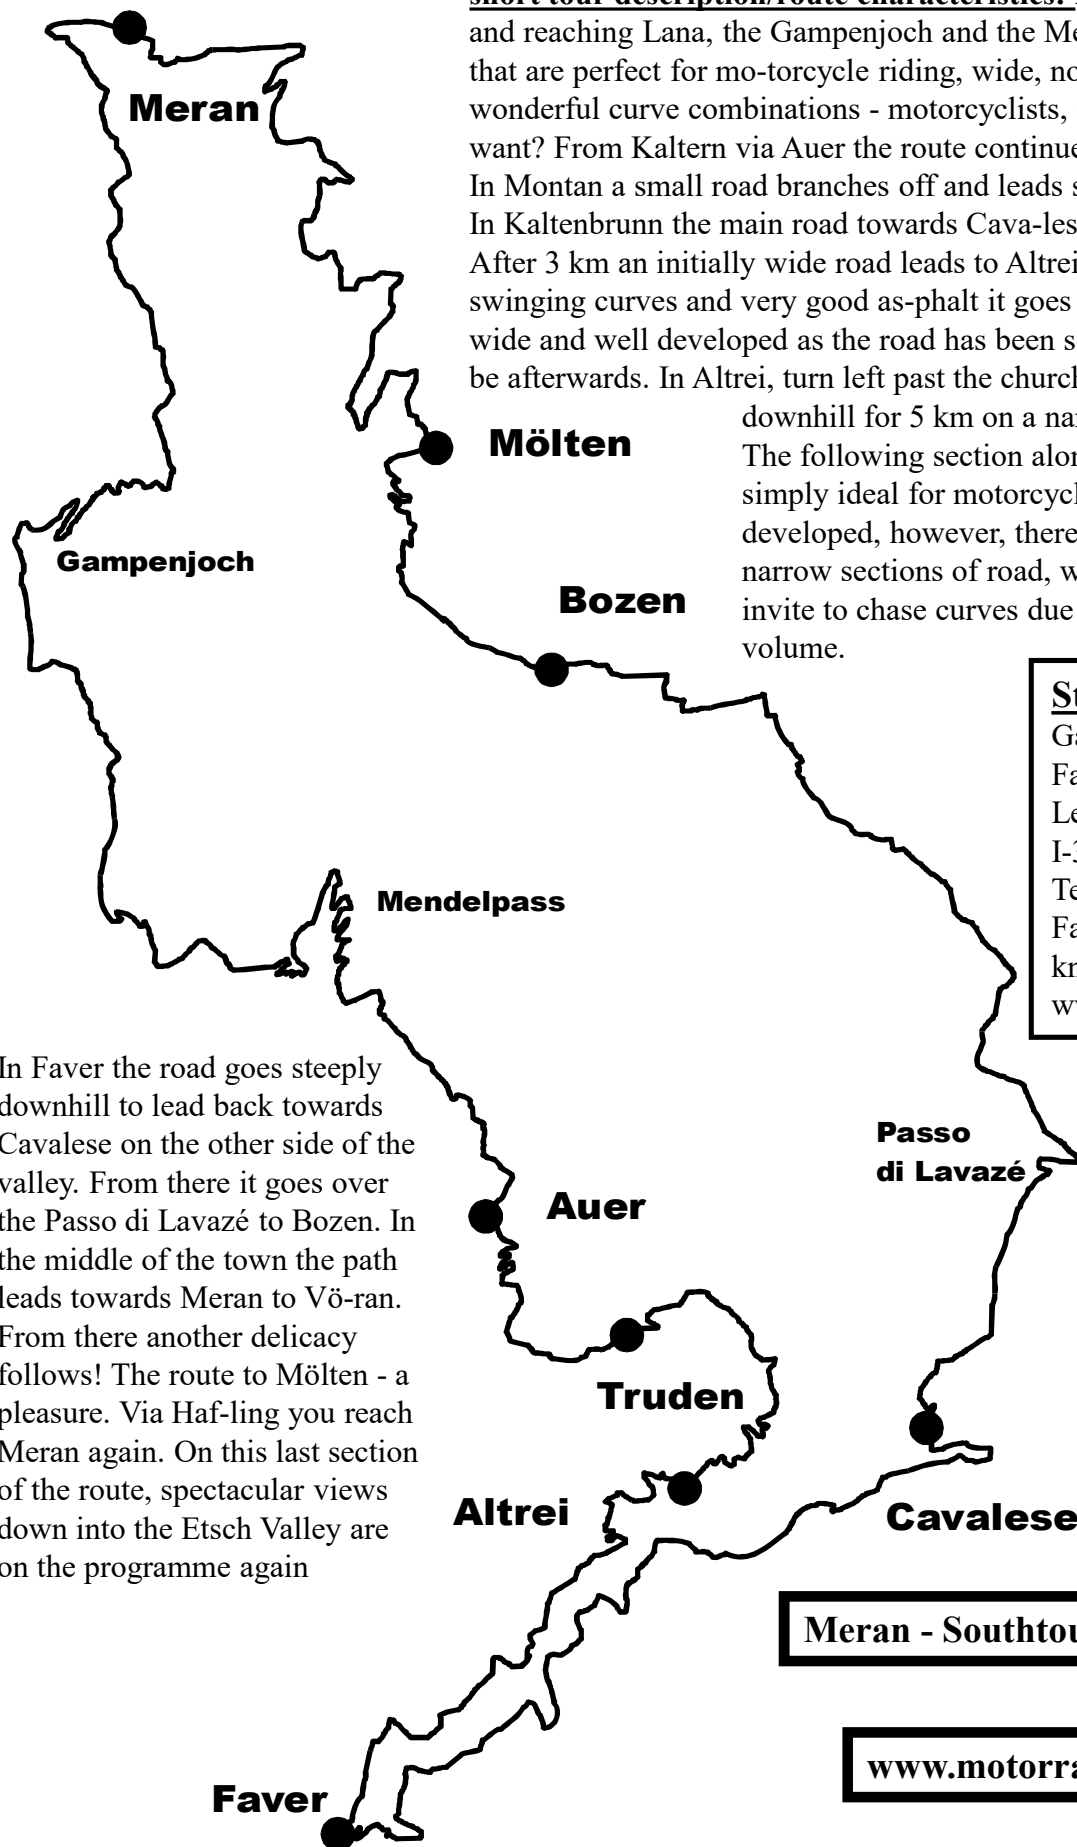 short tour description/route characteristics:
and reaching Lana, the Gampenjoch and the
that are perfect for mo-torcycle riding, wide,
wonderful curve combinations - motorcyclists,
want? From Kaltern via Auer the route
In Montan a small road branches off and leads
In Kaltenbrunn the main road towards Cava-les
After 3 km an initially wide road leads to Altrei
swinging curves and very good as-phalt it goes
wide and well developed as the road has been
be afterwards. In Altrei, turn left past the church
downhill for 5 km on a
The following section
simply ideal for
developed, however, there
narrow sections of road,
invite to chase curves due
volume.
Meran
Mölten
Gampenjoch
Bozen
Mendelpass
I-3
In Faver the road goes steeply
downhill to lead back towards
Cavalese on the other side of the
valley. From there it goes over
the Passo di Lavazé to Bozen. In
the middle of the town the path
leads towards Meran to Vö-ran.
From there another delicacy
follows! The route to Mölten - a
pleasure. Via Haf-ling you reach
Meran again. On this last section
of the route, spectacular views
down into the Etsch Valley are
on the programme again
Passo
di Lavazé
Auer
Truden
Altrei
Cavalese
Meran - Southtou
Faver
www.motorra